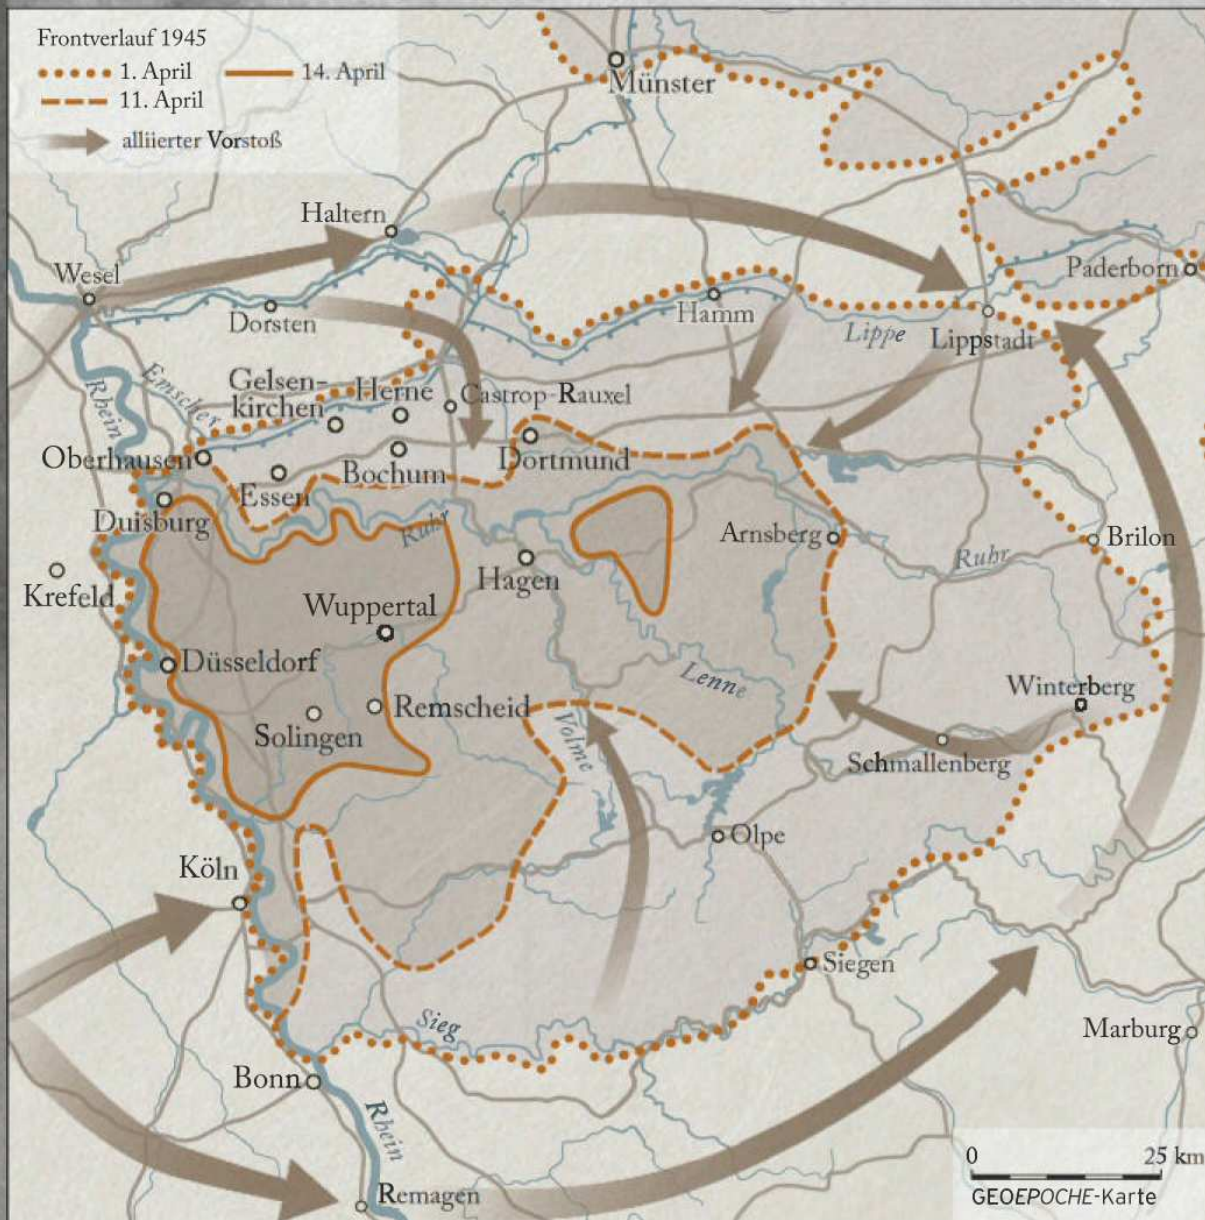 Frontverlauf 1945
1. April
14. April
11. April
alliierter Vorstoß
Münster
Haltern
Wesel
Paderborn
Dorsten
Hamm
Lippe
Lippstadt
Rhein
Emscher
Gelsen-
kirchen
Herne
Castrop-Rauxel
Oberhausen
Essen
Bochum
Dortmund
Duisburg
Ruhr
Arnsberg
Brilon
Ruhr
Hagen
Krefeld
Wuppertal
Düsseldorf
Lenne
Winterberg
Remscheid
Solingen
Volme
Schmallenberg
Olpe
Köln
Siegen
Sieg
Marburg
Bonn
Rhein
Remagen
0 25 km
GEOEPOCHE-Karte